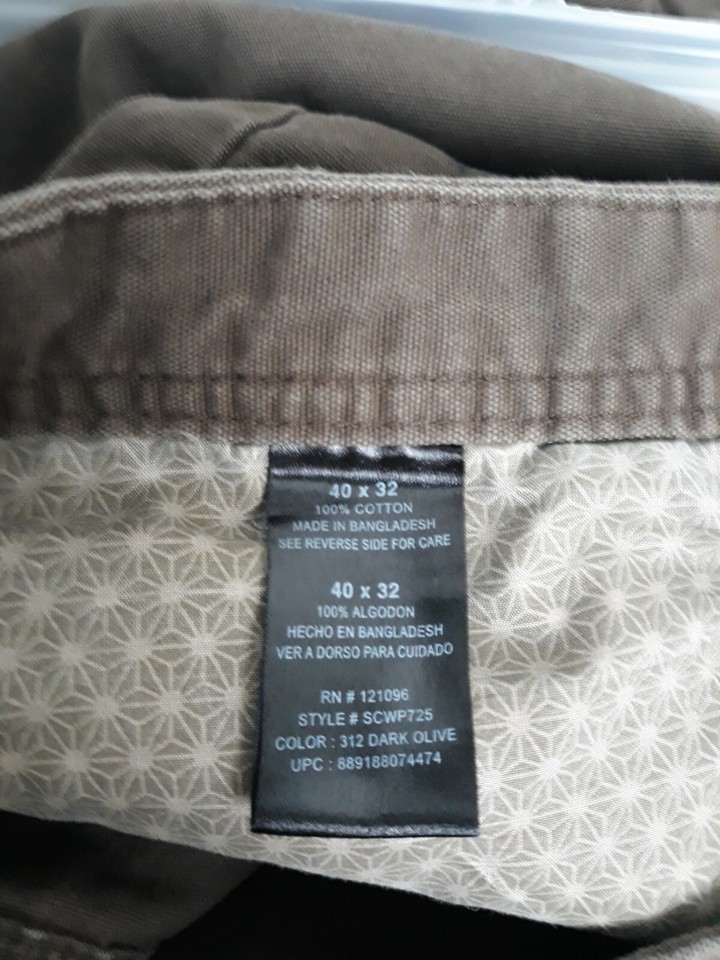 40 x 32
100% COTTON
MADE IN BANGLADESH
SEE REVERSE SIDE FOR CARE
40 x 32
100% ALGODON
HECHO EN BANGLADESH
VER A DORSO PARA CUIDADO
RN # 121096
STYLE # SCWP725
COLOR : 312 DARK OLIVE
UPC : 889188074474